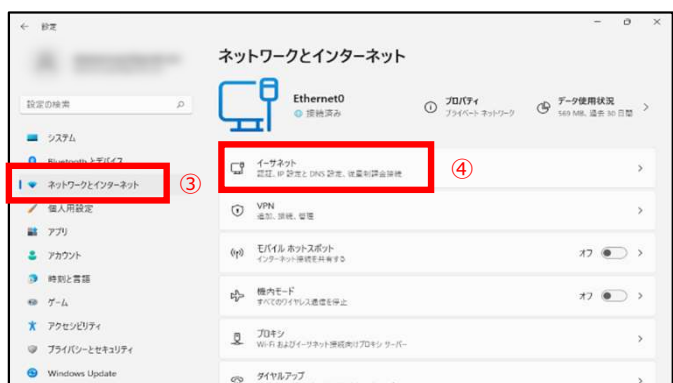 設定
ネットワークとインターネット
Ethernet0
接続済み
プロパティ
プライベート ネットワーク
データ使用状況
569 MB、過去 30 日間
設定の検索
システム
Bluetooth とデバイス
ネットワークとインターネット
③
個人用設定
アプリ
アカウント
時刻と言語
ゲーム
アクセシビリティ
プライバシーとセキュリティ
Windows Update
イーサネット
認証、IP 設定と DNS 設定、従量制課金接続
④
VPN
追加、接続、管理
モバイル ホットスポット
インターネット接続を共有する
オフ
機内モード
すべてのワイヤレス通信を停止
オフ
プロキシ
Wi-Fi およびイーサネット接続向けプロキシ サーバー
ダイヤルアップ